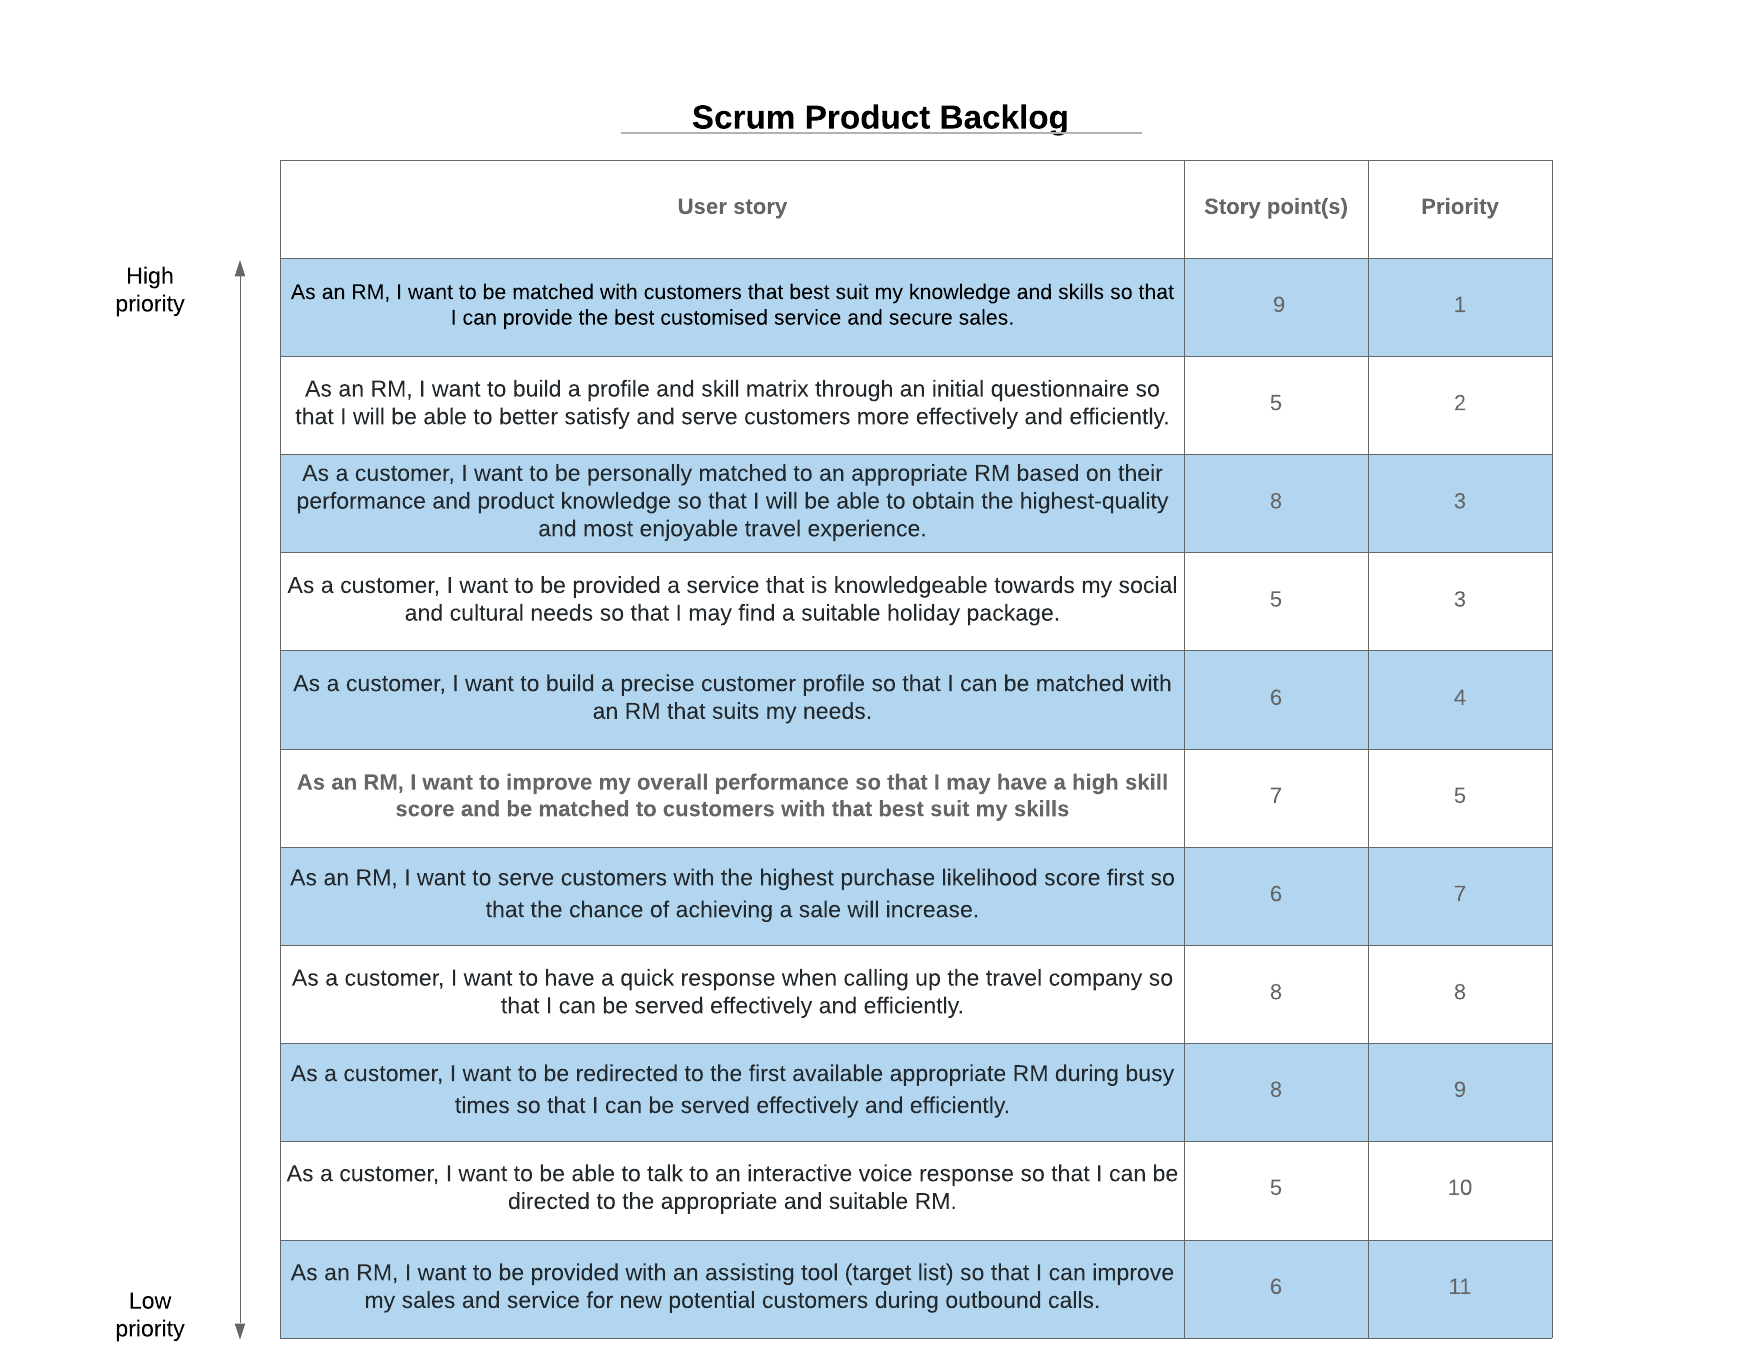 Scrum Product Backlog
User story
Story point(s)
Priority
High
priority
As an RM, I want to be matched with customers that best suit my knowledge and skills so that
I can provide the best customised service and secure sales.
9
1
As an RM, I want to build a profile and skill matrix through an initial questionnaire so
that I will be able to better satisfy and serve customers more effectively and efficiently.
5
2
As a customer, I want to be personally matched to an appropriate RM based on their
performance and product knowledge so that I will be able to obtain the highest-quality
and most enjoyable travel experience.
8
3
As a customer, I want to be provided a service that is knowledgeable towards my social
and cultural needs so that I may find a suitable holiday package.
5
3
As a customer, I want to build a precise customer profile so that I can be matched with
an RM that suits my needs.
6
4
As an RM, I want to improve my overall performance so that I may have a high skill
score and be matched to customers with that best suit my skills
7
5
As an RM, I want to serve customers with the highest purchase likelihood score first so
that the chance of achieving a sale will increase.
6
7
As a customer, I want to have a quick response when calling up the travel company so
that I can be served effectively and efficiently.
8
8
As a customer, I want to be redirected to the first available appropriate RM during busy
times so that I can be served effectively and efficiently.
8
9
As a customer, I want to be able to talk to an interactive voice response so that I can be
directed to the appropriate and suitable RM.
5
10
As an RM, I want to be provided with an assisting tool (target list) so that I can improve
my sales and service for new potential customers during outbound calls.
6
11
Low
priority